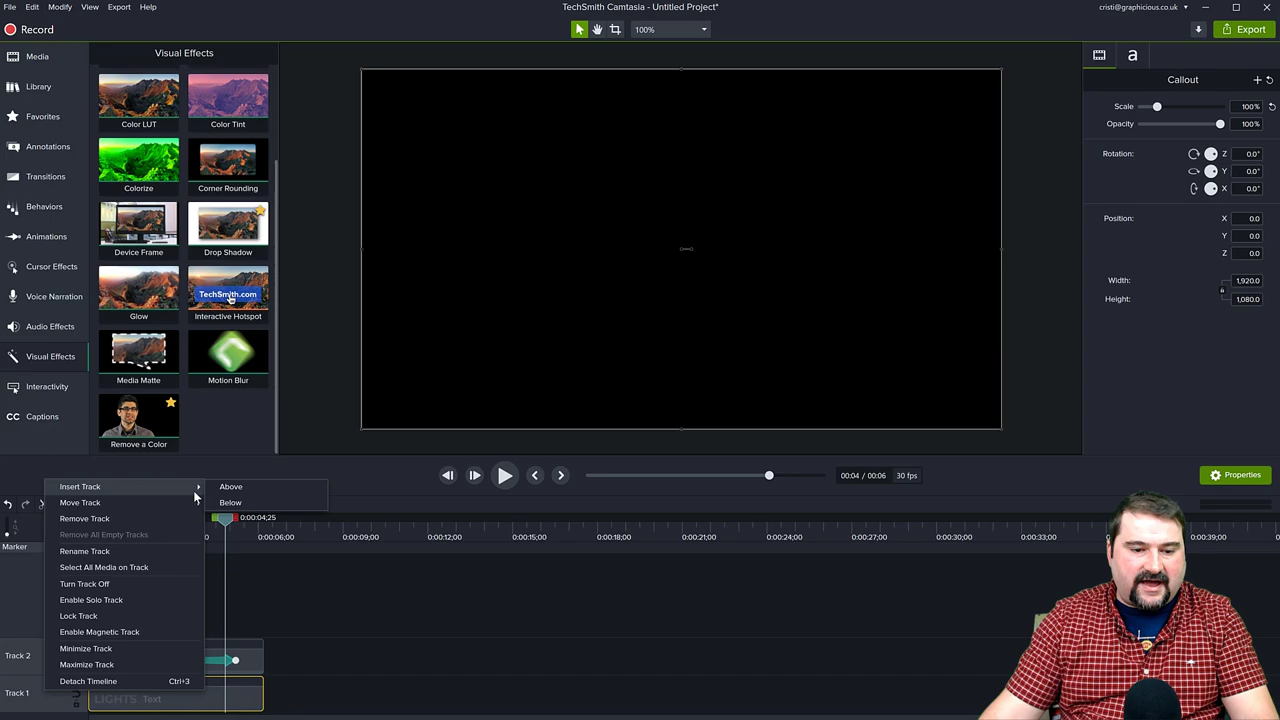 TechSmith Camtasia - Untitled Project*
File Edit Modify View Export Help
cristi@graphicious.co.uk
Record
100%
Export
Media
Library
Favorites
Annotations
Transitions
Behaviors
Animations
Cursor Effects
Voice Narration
Audio Effects
Visual Effects
Interactivity
CC Captions
Visual Effects
Color LUT
Color Tint
Colorize
Corner Rounding
Device Frame
Drop Shadow
TechSmith.com
Glow
Interactive Hotspot
Media Matte
Motion Blur
Remove a Color
a
Callout
Scale 100%
Opacity 100%
Rotation: Z 0.0°
Y 0.0°
X 0.0°
Position: X 0.0
Y 0.0
Z 0.0
Width: 1,920.0
Height: 1,080.0
00:04 / 00:06 30 fps
Properties
Insert Track
Move Track
Remove Track
Remove All Empty Tracks
Rename Track
Select All Media on Track
Turn Track Off
Enable Solo Track
Lock Track
Enable Magnetic Track
Minimize Track
Maximize Track
Detach Timeline Ctrl+3
Above
Below
0:00:04;25
0:00:06;00 0:00:09;00 0:00:12;00 0:00:15;00 0:00:18;00 0:00:21;00 0:00:24;00 0:00:27;00 0:00:30;00 0:00:33;00 0:00:39;00
Marker
Track 2
Track 1
LIGHTS Text